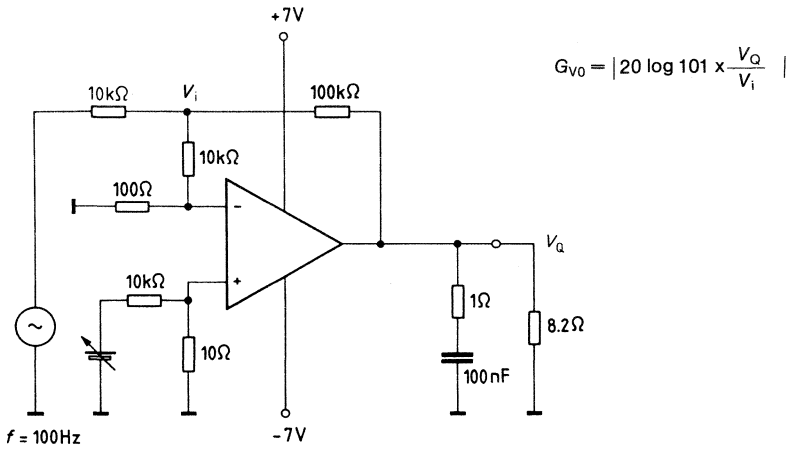 +7V
G_V0 = | 20 log 101 x V_Q / V_i |
10kΩ
V_i
100kΩ
10kΩ
100Ω
−
V_Q
+
10kΩ
1Ω
10Ω
8.2Ω
100nF
~
f = 100Hz
−7V